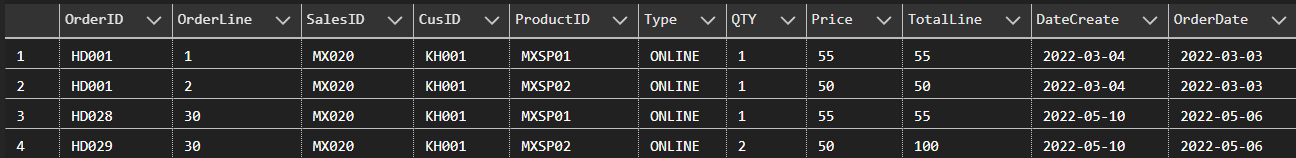 OrderID OrderLine SalesID CusID ProductID Type QTY Price TotalLine DateCreate OrderDate
1 HD001 1 MX020 KH001 MXSP01 ONLINE 1 55 55 2022-03-04 2022-03-03
2 HD001 2 MX020 KH001 MXSP02 ONLINE 1 50 50 2022-03-04 2022-03-03
3 HD028 30 MX020 KH001 MXSP01 ONLINE 1 55 55 2022-05-10 2022-05-06
4 HD029 30 MX020 KH001 MXSP02 ONLINE 2 50 100 2022-05-10 2022-05-06